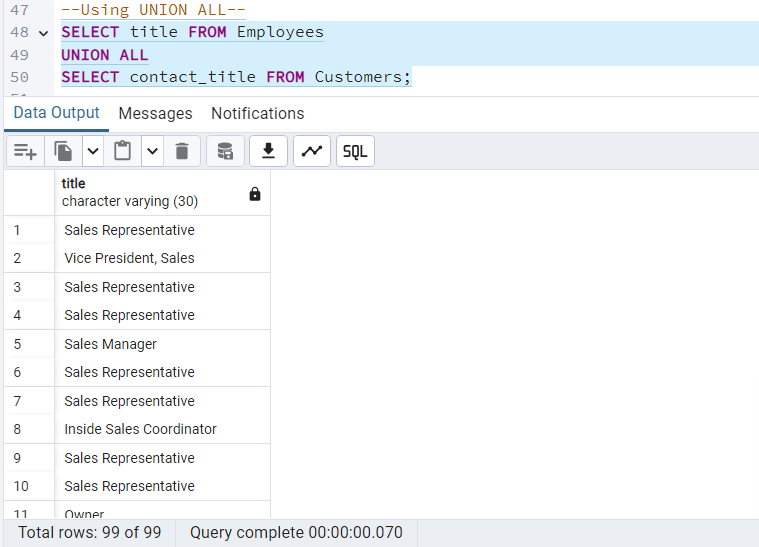 47 --Using UNION ALL--
48 SELECT title FROM Employees
49 UNION ALL
50 SELECT contact_title FROM Customers;
Data Output Messages Notifications
SQL
title
character varying (30)
1 Sales Representative
2 Vice President, Sales
3 Sales Representative
4 Sales Representative
5 Sales Manager
6 Sales Representative
7 Sales Representative
8 Inside Sales Coordinator
9 Sales Representative
10 Sales Representative
11 Owner
Total rows: 99 of 99 Query complete 00:00:00.070